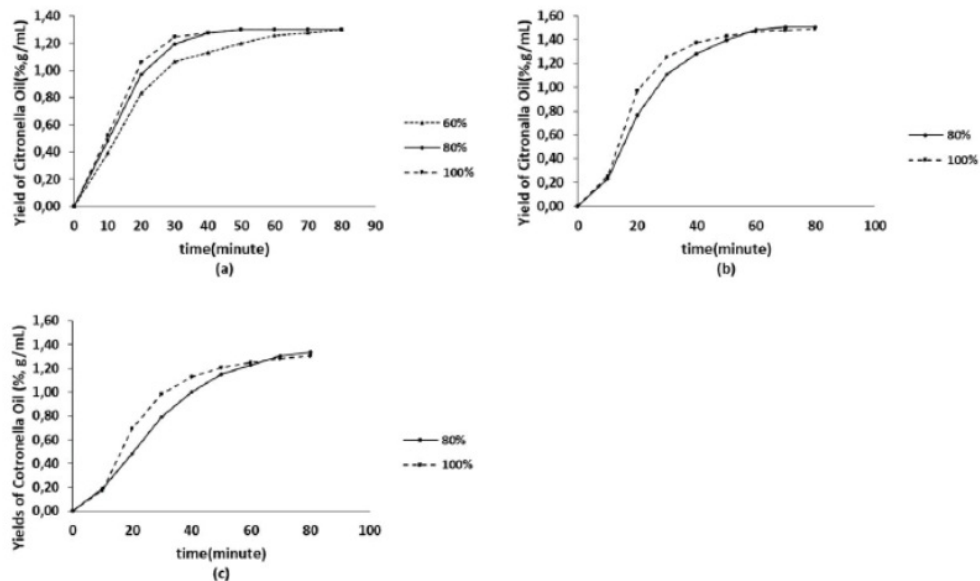 Yield of Citronella Oil(%,g/mL)
1,40
1,20
1,00
0,80
0,60
0,40
0,20
0,00
0 10 20 30 40 50 60 70 80 90
time(minute)
(a)
60%
80%
100%
Yield of Citronalla Oil(%,g/mL)
1,60
1,40
1,20
1,00
0,80
0,60
0,40
0,20
0,00
0 20 40 60 80 100
time(minute)
(b)
80%
100%
Yields of Cotronella Oil (%, g/mL)
1,60
1,40
1,20
1,00
0,80
0,60
0,40
0,20
0,00
0 20 40 60 80 100
time(minute)
(c)
80%
100%